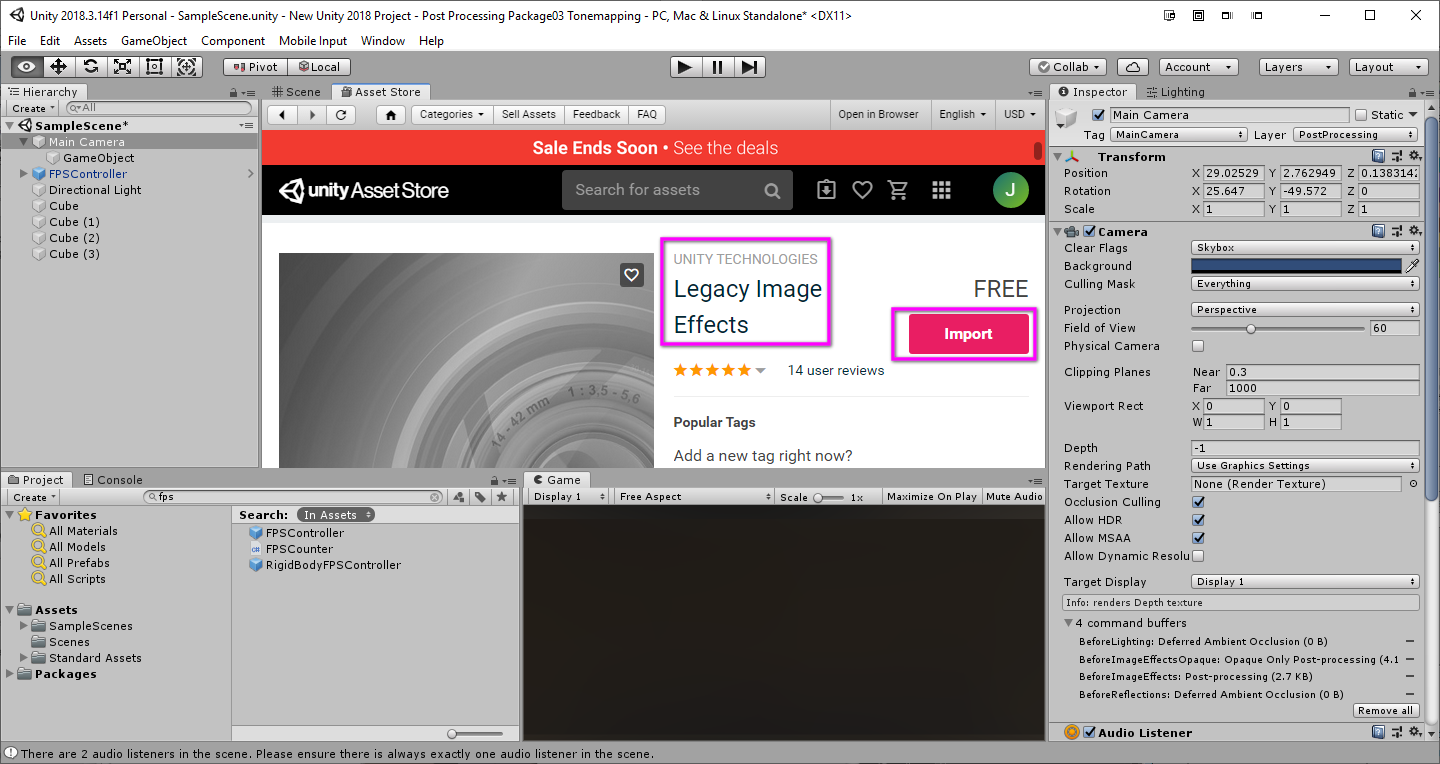 Unity 2018.3.14f1 Personal - SampleScene.unity - New Unity 2018 Project - Post Processing Package03 Tonemapping - PC, Mac & Linux Standalone* <DX11>
File Edit Assets GameObject Component Mobile Input Window Help
Pivot Local Collab Account Layers Layout
Hierarchy
Create All
SampleScene*
Main Camera
GameObject
FPSController
Directional Light
Cube
Cube (1)
Cube (2)
Cube (3)
Scene Asset Store
Categories Sell Assets Feedback FAQ Open in Browser English USD
Sale Ends Soon • See the deals
unity Asset Store Search for assets J
UNITY TECHNOLOGIES
Legacy Image
Effects
FREE
Import
14 user reviews
Popular Tags
Add a new tag right now?
14 - 42 mm 1 : 3,5 - 5,6
Inspector Lighting
Main Camera Static
Tag MainCamera Layer PostProcessing
Transform
Position X 29.02529 Y 2.762949 Z 0.1383142
Rotation X 25.647 Y -49.572 Z 0
Scale X 1 Y 1 Z 1
Camera
Clear Flags Skybox
Background
Culling Mask Everything
Projection Perspective
Field of View 60
Physical Camera
Clipping Planes Near 0.3
Far 1000
Viewport Rect X 0 Y 0
W 1 H 1
Depth -1
Rendering Path Use Graphics Settings
Target Texture None (Render Texture)
Occlusion Culling
Allow HDR
Allow MSAA
Allow Dynamic Resolu
Target Display Display 1
Info: renders Depth texture
4 command buffers
BeforeLighting: Deferred Ambient Occlusion (0 B)
BeforeImageEffectsOpaque: Opaque Only Post-processing (4.1
BeforeImageEffects: Post-processing (2.7 KB)
BeforeReflections: Deferred Ambient Occlusion (0 B)
Remove all
Audio Listener
Project Console
Create fps
Favorites
All Materials
All Models
All Prefabs
All Scripts
Assets
SampleScenes
Scenes
Standard Assets
Packages
Search: In Assets
FPSController
C# FPSCounter
RigidBodyFPSController
Game
Display 1 Free Aspect Scale 1x Maximize On Play Mute Audio
There are 2 audio listeners in the scene. Please ensure there is always exactly one audio listener in the scene.